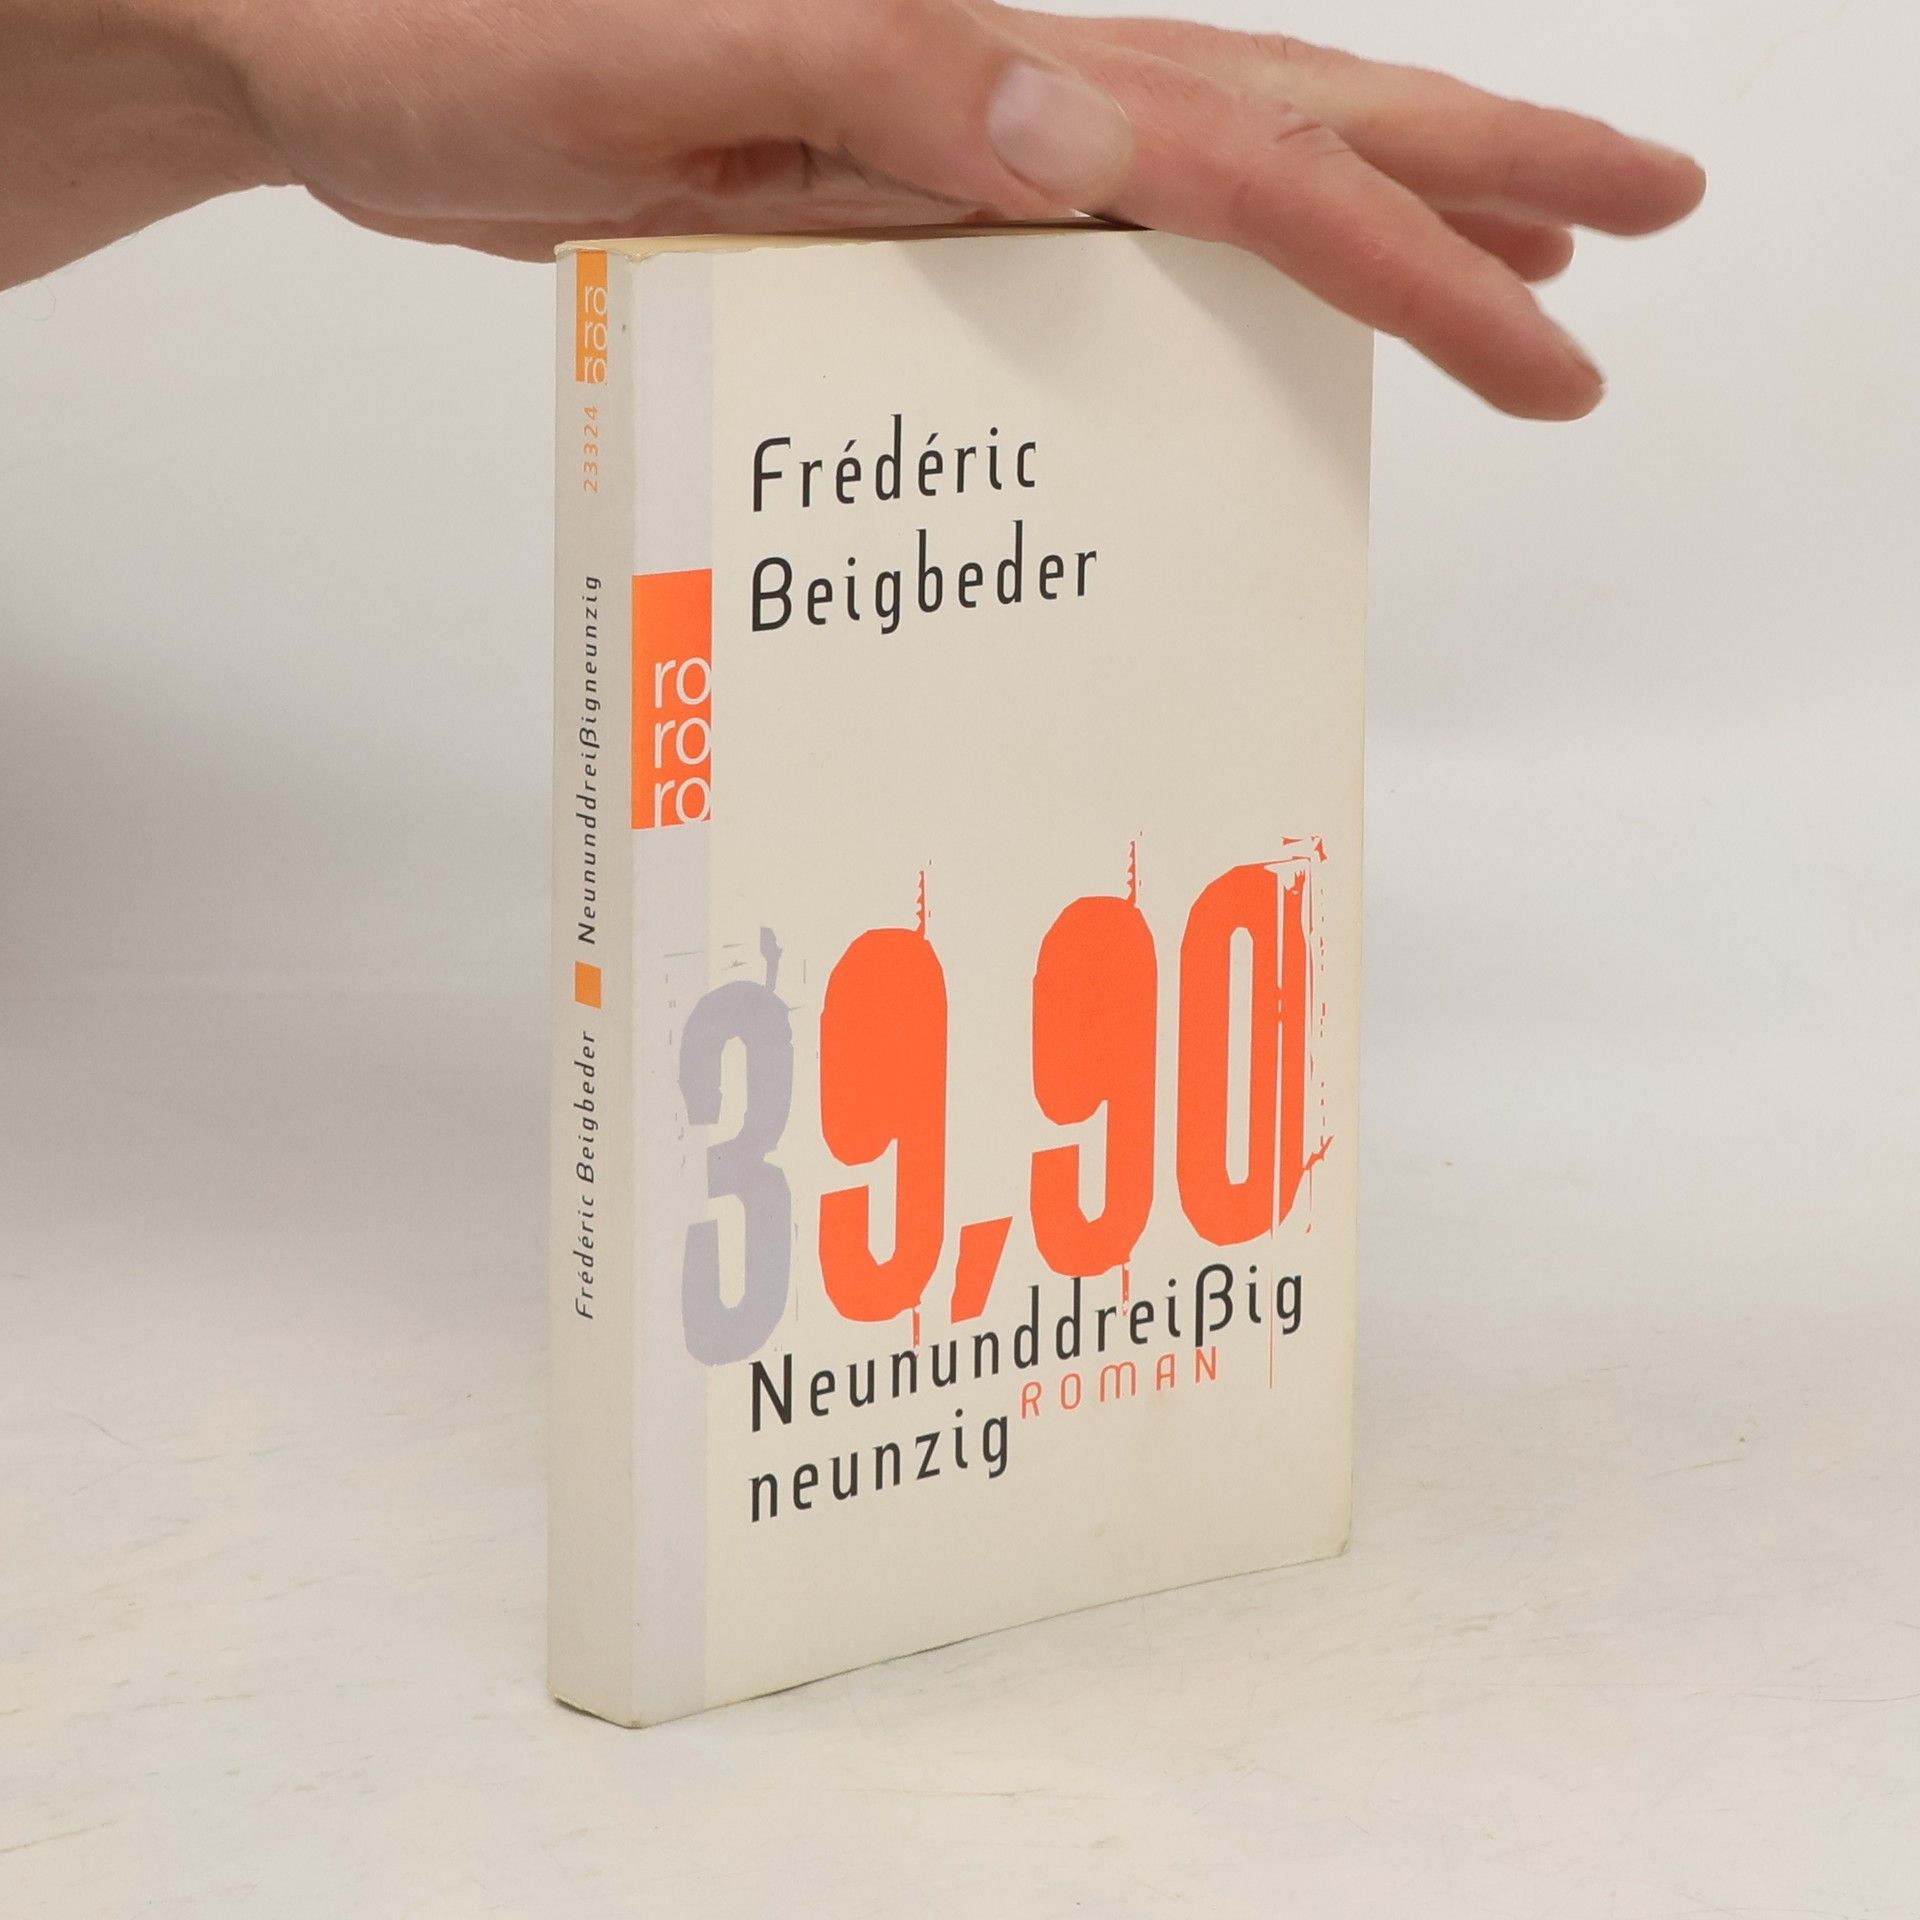 ro
ro
ro
23324
Frédéric Beigbeder
Neununddreißigneunzig
Frédéric
Beigbeder
ro
ro
ro
39,90
Neununddreißig
neunzig
ROMAN